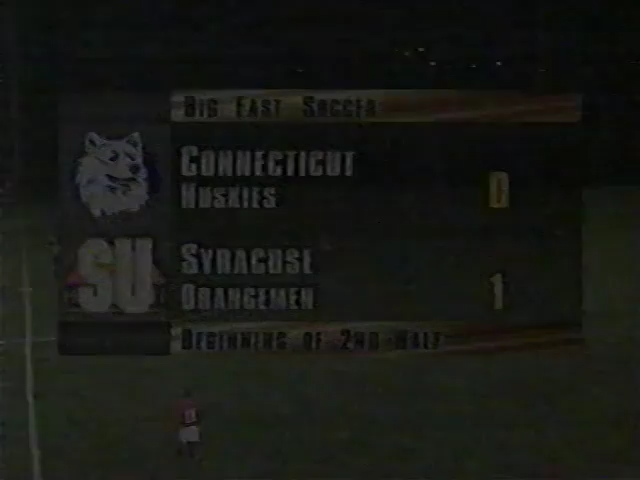 BIG EAST SOCCER
CONNECTICUT
HUSKIES
0
SU
SYRACUSE
ORANGEMEN
1
BEGINNING OF 2ND HALF